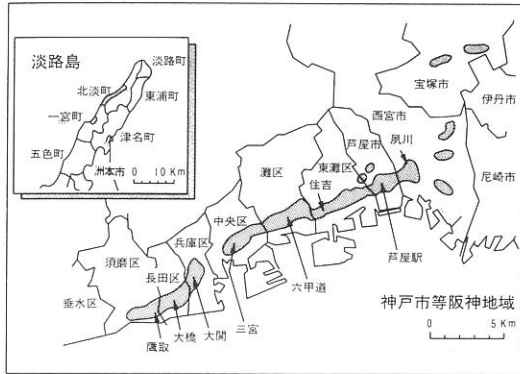 淡路島
淡路町
北淡町
東浦町
一宮町
津名町
五色町
洲本市
0 10 Km
宝塚市
伊丹市
西宮市
芦屋市
夙川
東灘区
灘区
住吉
尼崎市
中央区
兵庫区
須磨区
長田区
芦屋駅
六甲道
垂水区
神戸市等阪神地域
三宮
大開
大橋
鷹取
0 5 Km